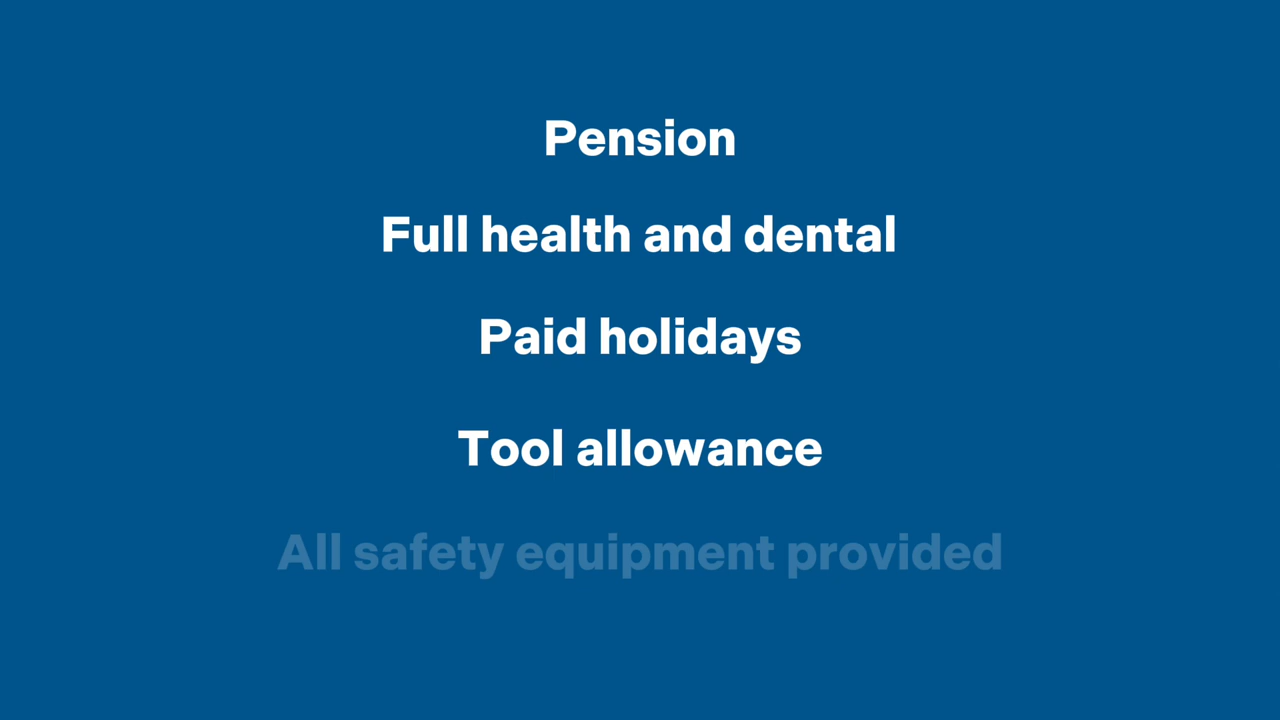 Pension
Full health and dental
Paid holidays
Tool allowance
All safety equipment provided